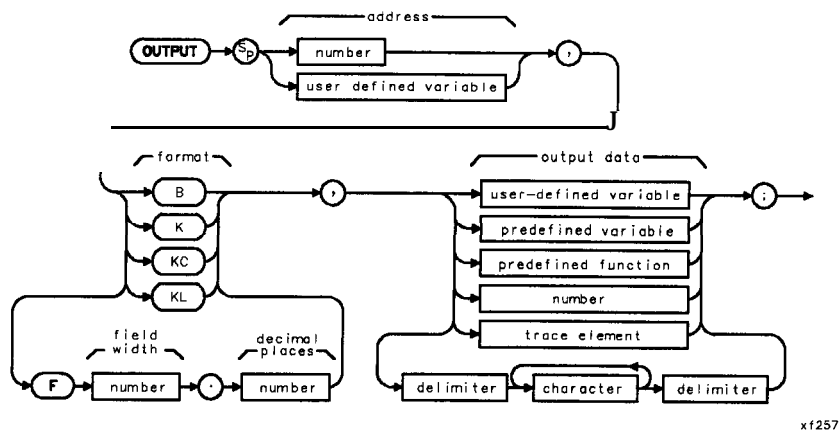 address
OUTPUT
Sp
number
,
user defined variable
J
format
output data
B
,
user-defined variable
;
K
predefined variable
KC
predefined function
KL
number
field
width
decimal
places
trace element
F
number
.
number
delimiter
character
delimiter
xf257